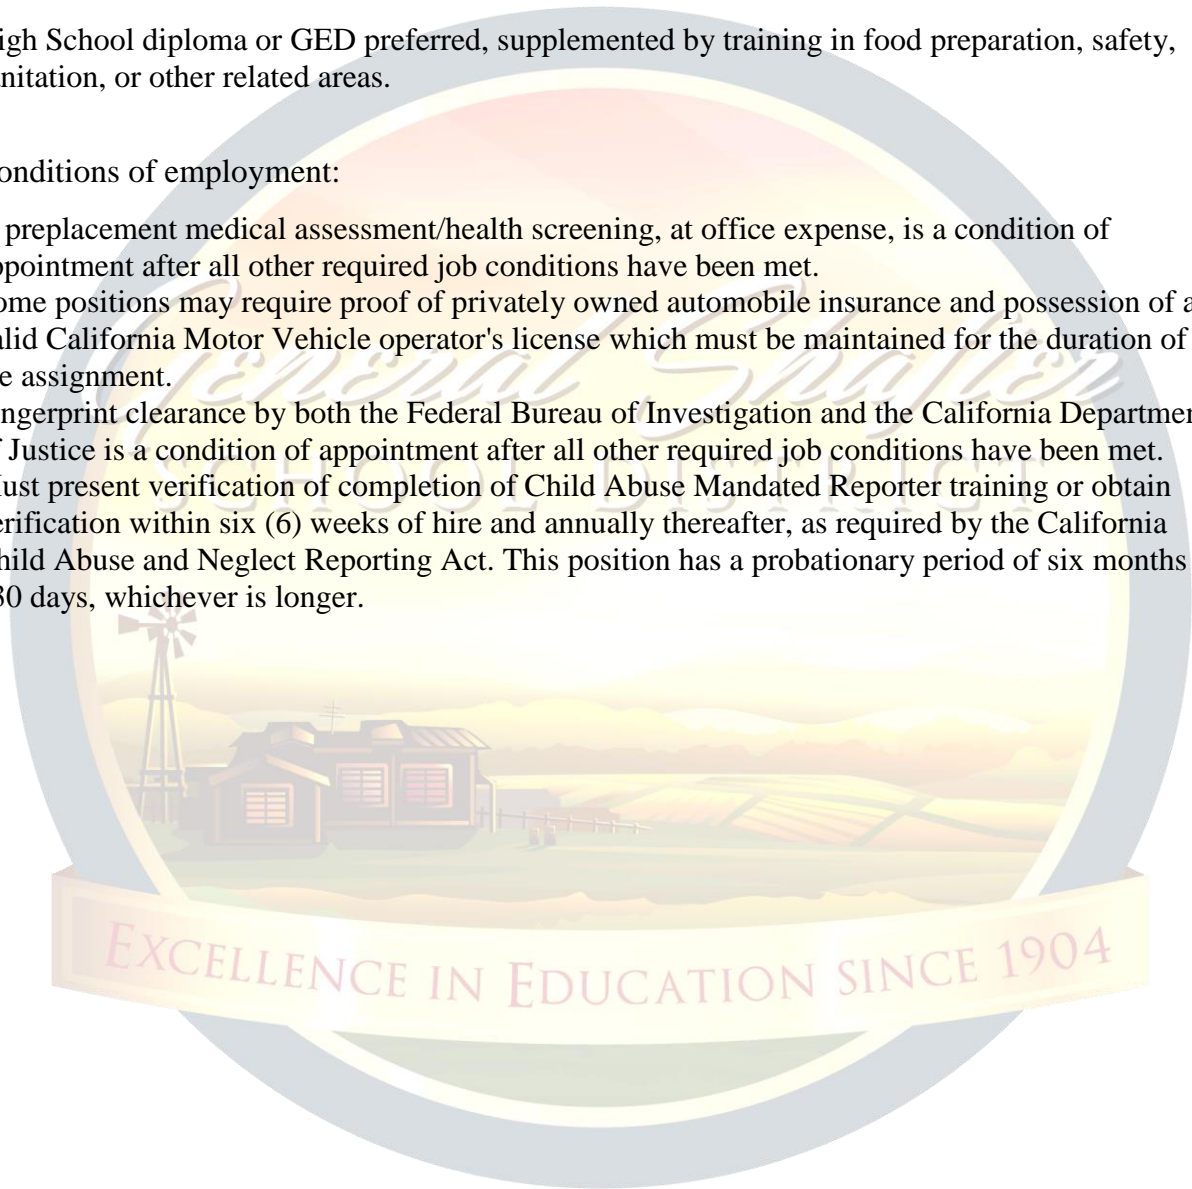 igh School diploma or GED preferred, supplemented by training in food preparation, safety,
nitation, or other related areas.
onditions of employment:
preplacement medical assessment/health screening, at office expense, is a condition of
ppointment after all other required job conditions have been met.
ome positions may require proof of privately owned automobile insurance and possession of a
alid California Motor Vehicle operator's license which must be maintained for the duration of
e assignment.
ngerprint clearance by both the Federal Bureau of Investigation and the California Departmen
f Justice is a condition of appointment after all other required job conditions have been met.
ust present verification of completion of Child Abuse Mandated Reporter training or obtain
erification within six (6) weeks of hire and annually thereafter, as required by the California
hild Abuse and Neglect Reporting Act. This position has a probationary period of six months
30 days, whichever is longer.
General Shafter
SCHOOL DISTRICT
EXCELLENCE IN EDUCATION SINCE 1904